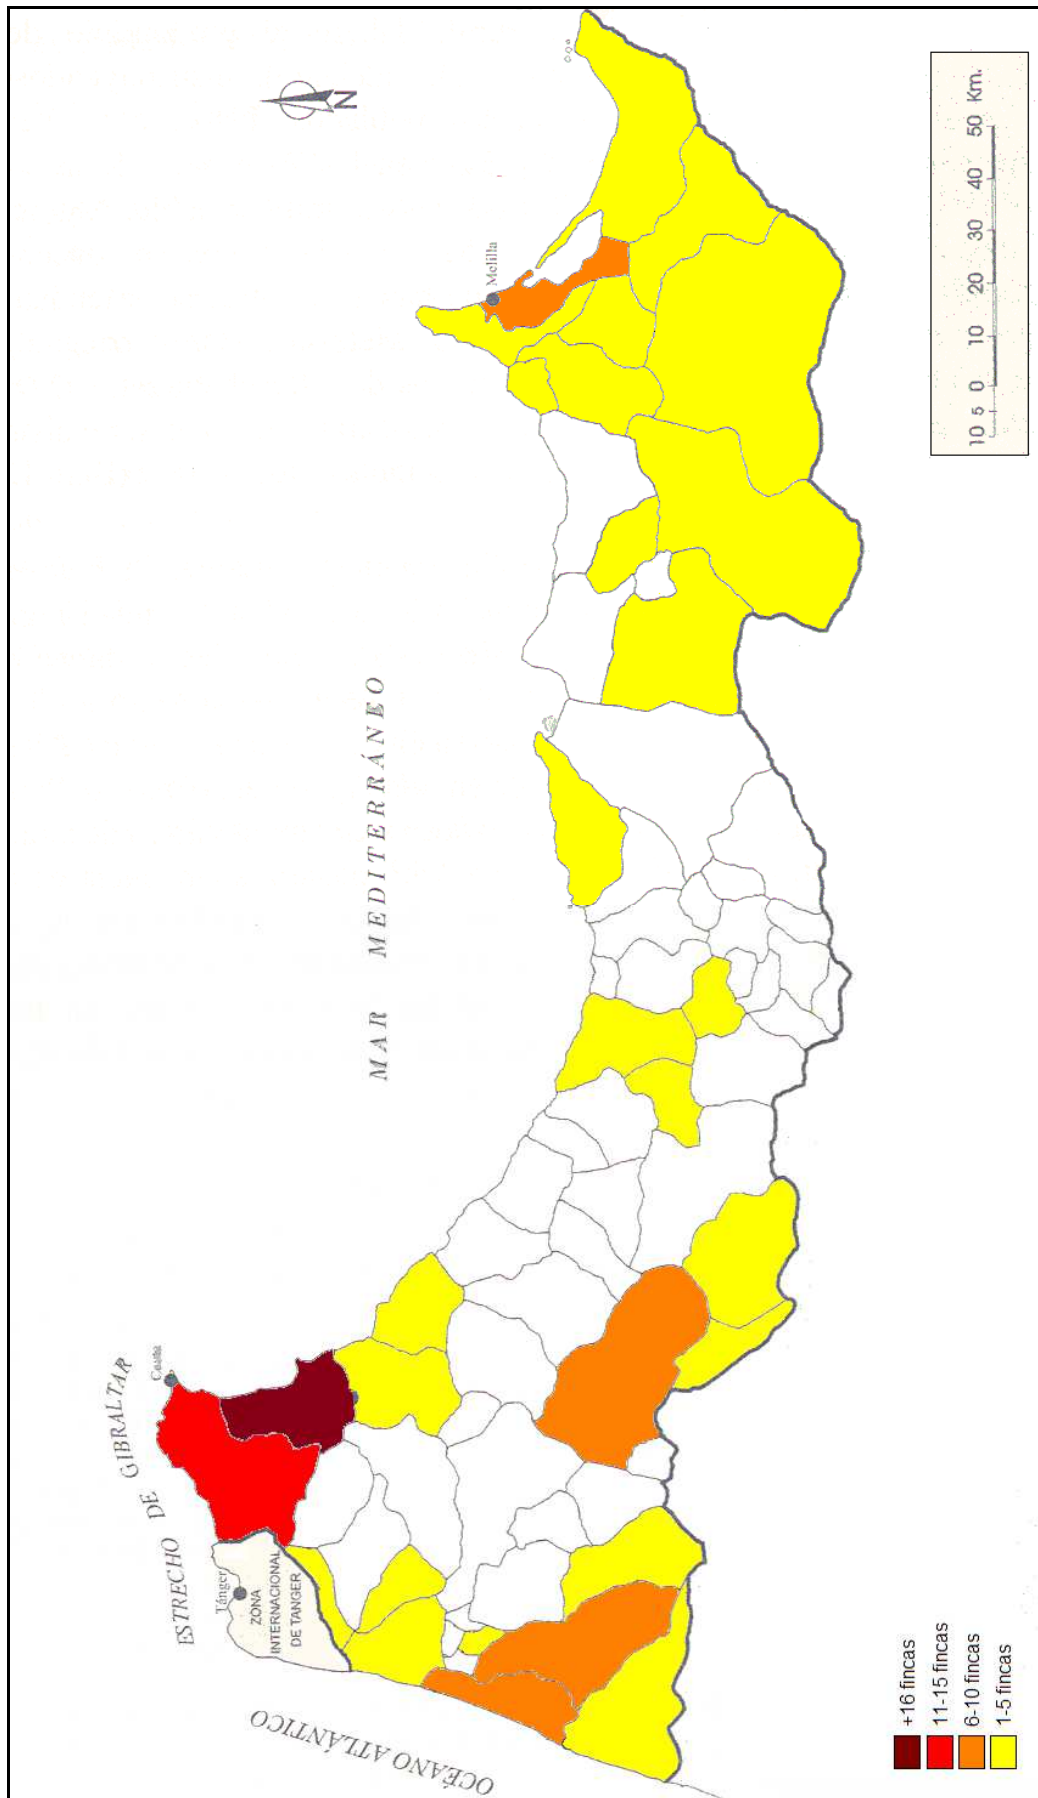 N
Melilla
10 5 0 10 20 30 40 50 Km.
MAR MEDITERRÁNEO
Ceuta
ESTRECHO DE GIBRALTAR
Tánger
ZONA
INTERNACIONAL
DE TANGER
OCÉANO ATLÁNTICO
+16 fincas
11-15 fincas
6-10 fincas
1-5 fincas